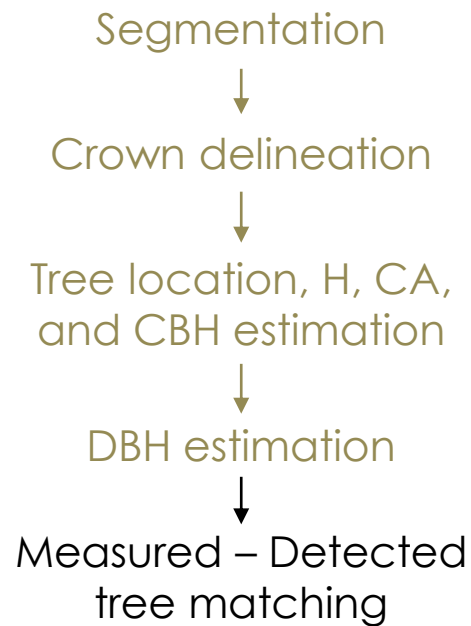 Segmentation
Crown delineation
Tree location, H, CA,
and CBH estimation
DBH estimation
Measured – Detected
tree matching